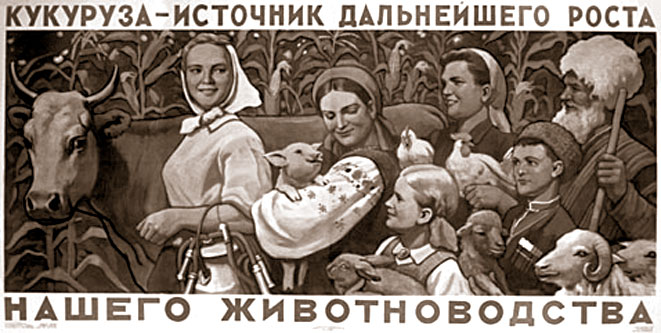 КУКУРУЗА–ИСТОЧНИК ДАЛЬНЕЙШЕГО РОСТА
НАШЕГО ЖИВОТНОВОДСТВА